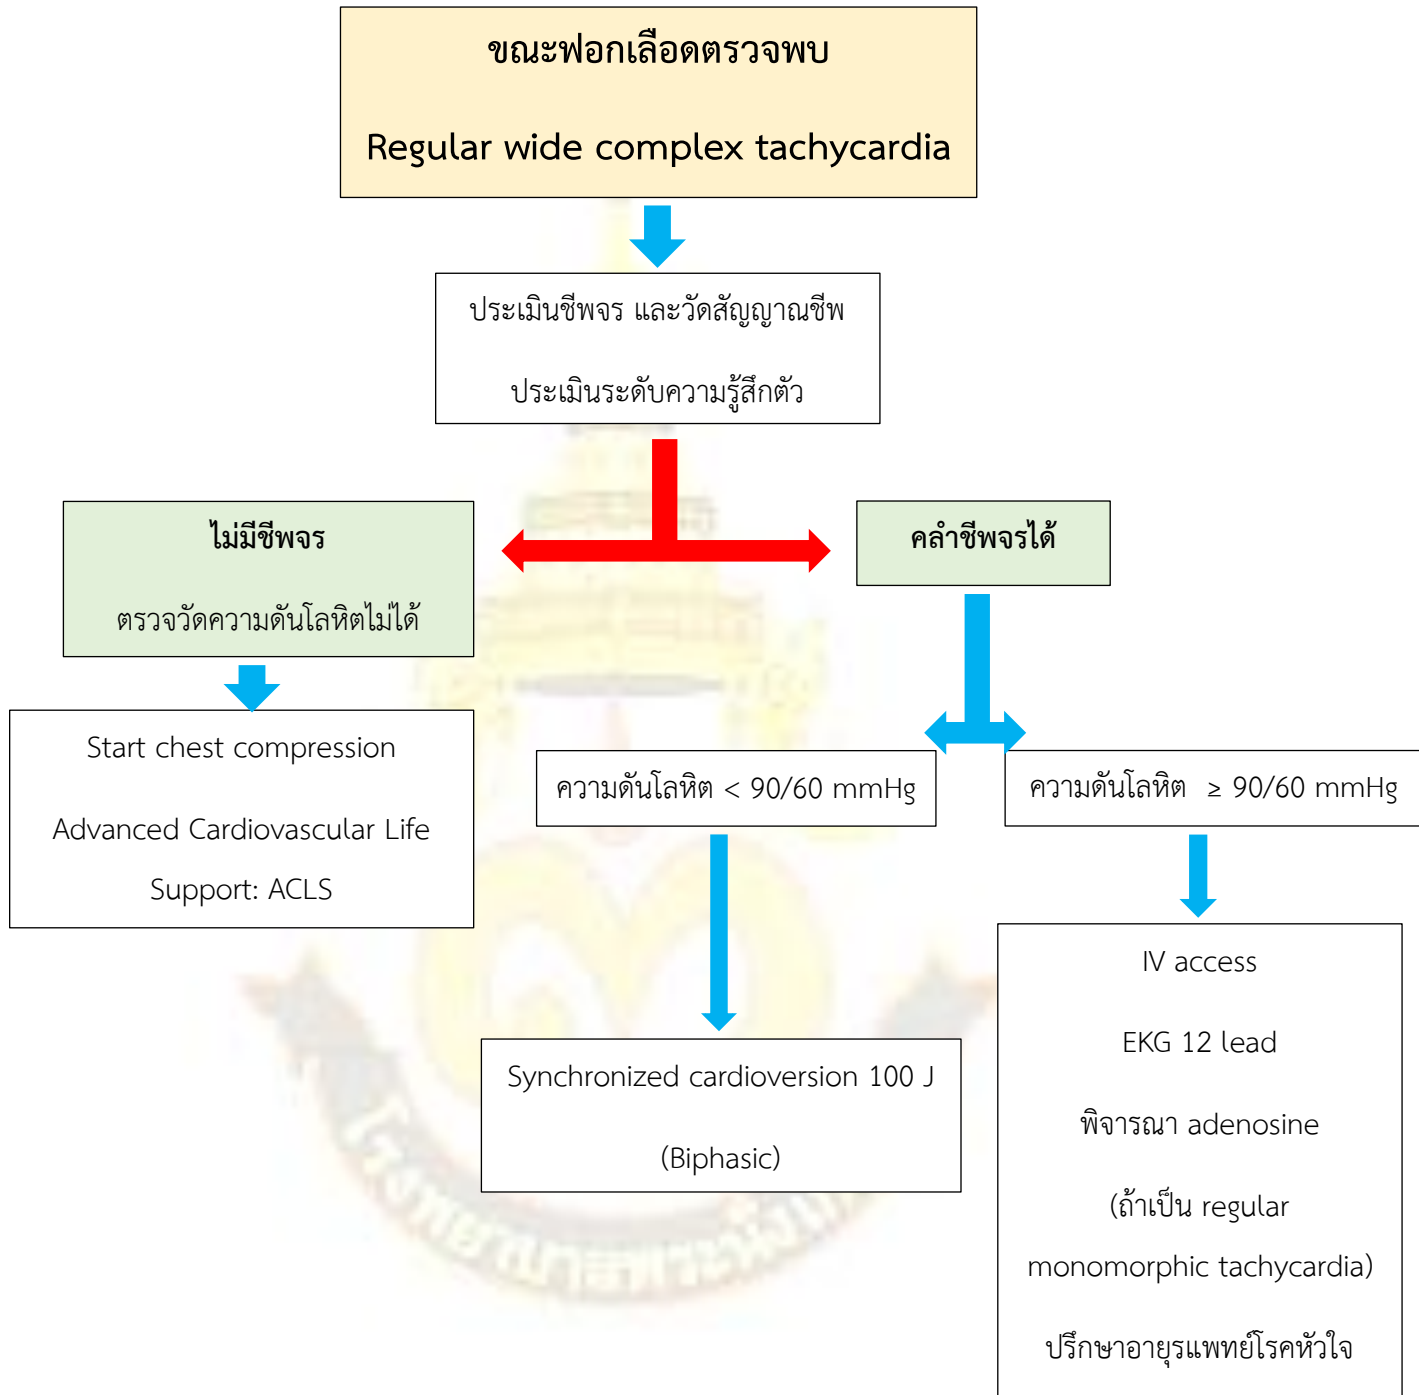 ขณะฟอกเลือดตรวจพบ
Regular wide complex tachycardia
ประเมินชีพจร และวัดสัญญาณชีพ
ประเมินระดับความรู้สึกตัว
ไม่มีชีพจร
ตรวจวัดความดันโลหิตไม่ได้
คลำชีพจรได้
Start chest compression
Advanced Cardiovascular Life
Support: ACLS
ความดันโลหิต < 90/60 mmHg
ความดันโลหิต ≥ 90/60 mmHg
Synchronized cardioversion 100 J
(Biphasic)
IV access
EKG 12 lead
พิจารณา adenosine
(ถ้าเป็น regular
monomorphic tachycardia)
ปรึกษาอายุรแพทย์โรคหัวใจ